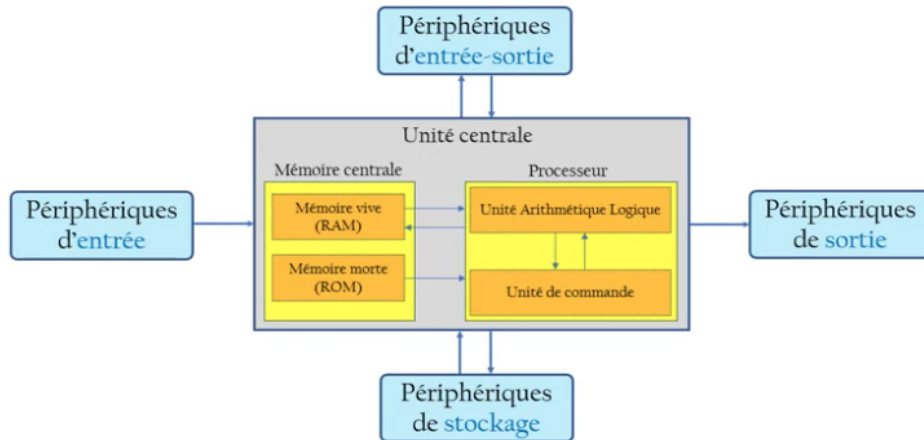 Périphériques
d'entrée-sortie
Unité centrale
Mémoire centrale
Processeur
Périphériques
d'entrée
Mémoire vive
(RAM)
Unité Arithmétique Logique
Périphériques
de sortie
Mémoire morte
(ROM)
Unité de commande
Périphériques
de stockage